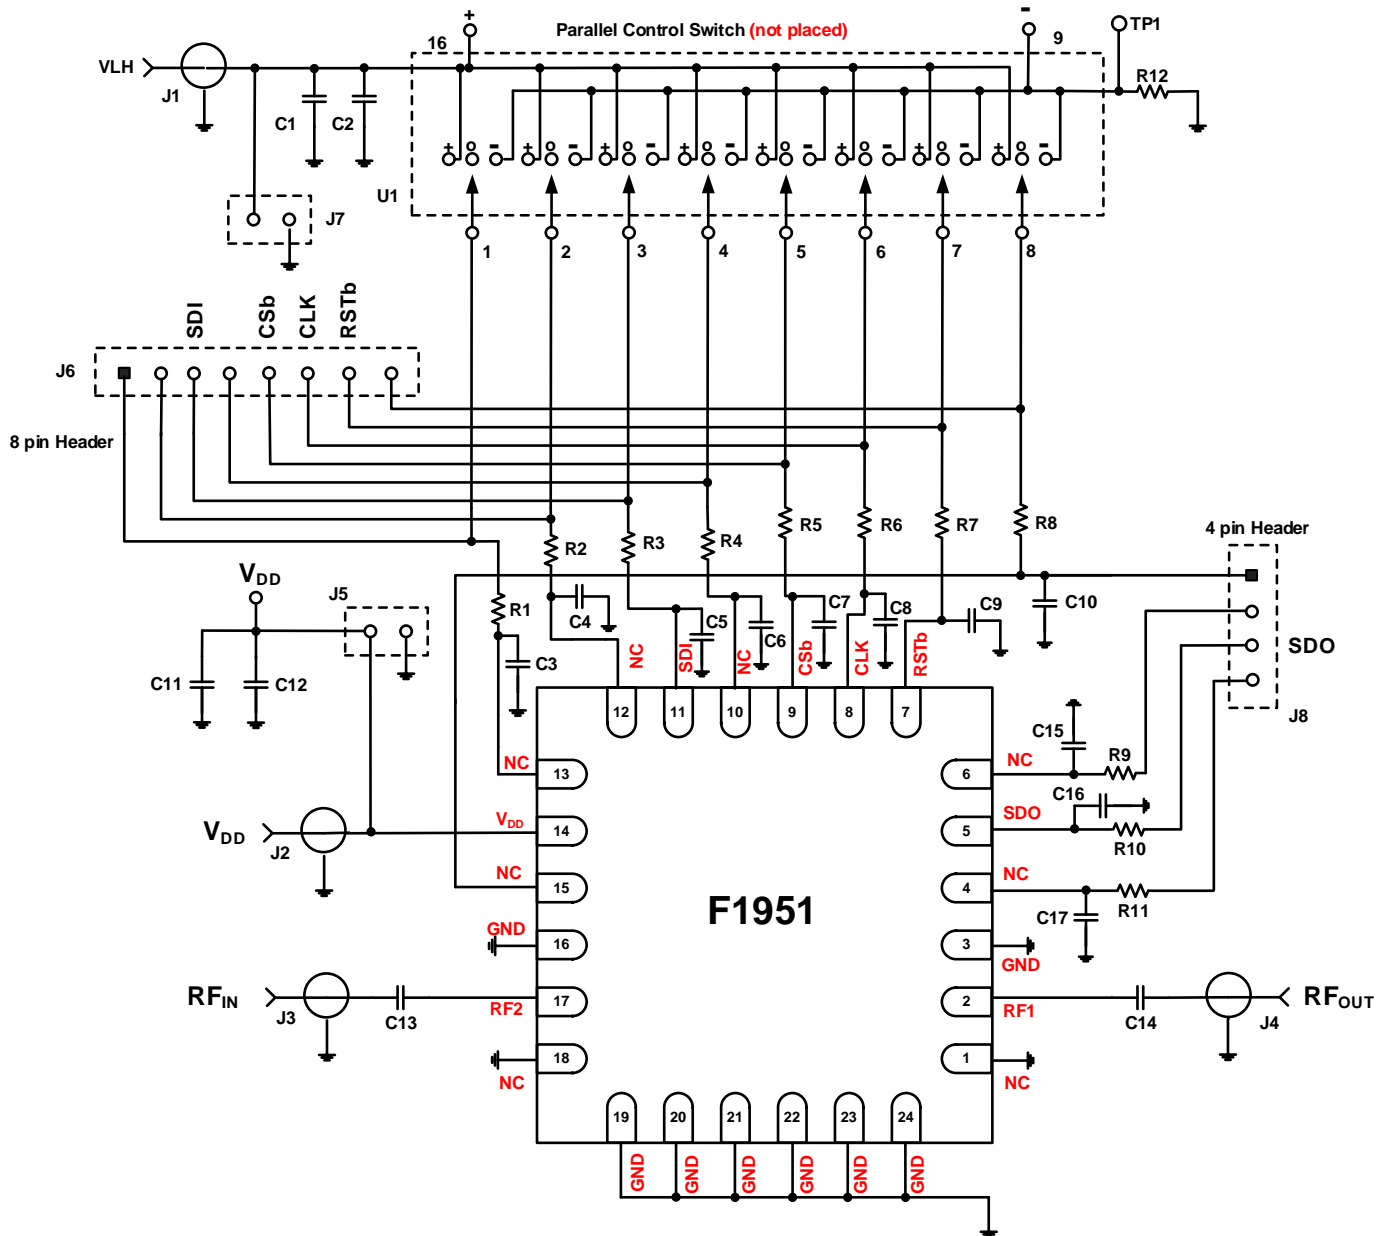 +
-
16
Parallel Control Switch (not placed)
9
TP1
VLH
J1
C1
C2
R12
+ o - + o - + o - + o - + o - + o - + o - + o -
U1
J7
1
2
3
4
5
6
7
8
SDI
CSb
CLK
RSTb
J6
8 pin Header
R1
R2
R3
R4
R5
R6
R7
R8
4 pin Header
VDD
J5
C3
C4
C5
C6
C7
C8
C9
C10
C11
C12
SDO
J8
NC
SDI
NC
CSb
CLK
RSTb
12
11
10
9
8
7
NC
13
6
NC
C15
R9
VDD
J2
VDD
14
5
SDO
C16
R10
NC
15
4
NC
C17
R11
F1951
GND
16
3
GND
RFIN
J3
C13
RF2
17
2
RF1
C14
J4
RFOUT
18
NC
1
NC
19
20
21
22
23
24
GND
GND
GND
GND
GND
GND